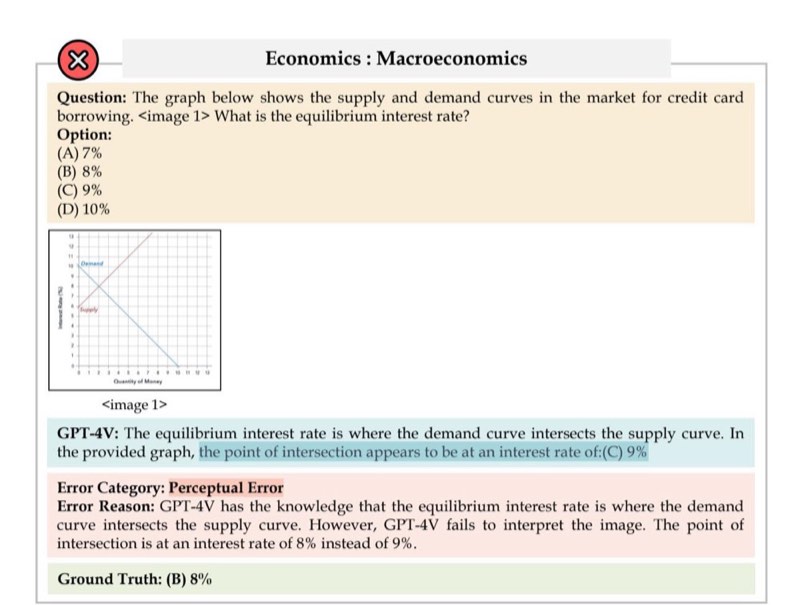 Economics : Macroeconomics
Question: The graph below shows the supply and demand curves in the market for credit card
borrowing. <image 1> What is the equilibrium interest rate?
Option:
(A) 7%
(B) 8%
(C) 9%
(D) 10%
13
12
11
10
9
8
7
6
5
4
3
2
1
0
Demand
Supply
Interest Rate (%)
0 1 2 3 4 5 6 7 8 9 10 11 12 13
Quantity of Money
<image 1>
GPT-4V: The equilibrium interest rate is where the demand curve intersects the supply curve. In
the provided graph, the point of intersection appears to be at an interest rate of:(C) 9%
Error Category: Perceptual Error
Error Reason: GPT-4V has the knowledge that the equilibrium interest rate is where the demand
curve intersects the supply curve. However, GPT-4V fails to interpret the image. The point of
intersection is at an interest rate of 8% instead of 9%.
Ground Truth: (B) 8%